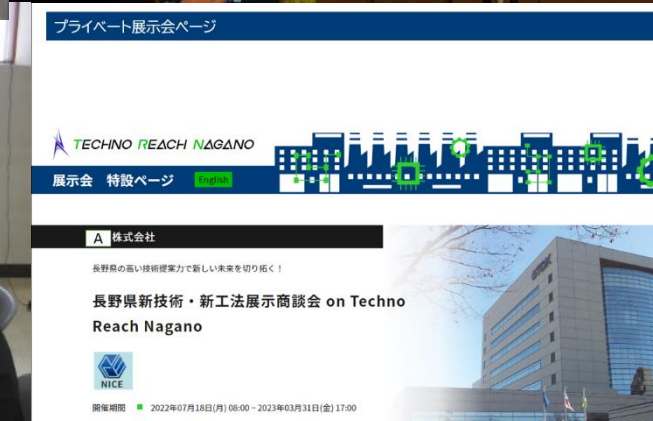 プライベート展示会ページ
TECHNO REACH NAGANO
展示会 特設ページ English
A 株式会社
長野県の高い技術提案力で新しい未来を切り拓く！
長野県新技術・新工法展示商談会 on Techno
Reach Nagano
NICE
開催期間 ■ 2022年07月18日(月) 08:00 ~ 2023年03月31日(金) 17:00